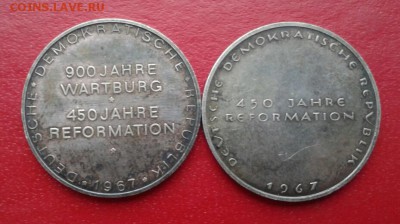 COINS.LAVE.RU
DEUTSCHE · DEMOKRATISCHE · REPUBLIK
900 JAHRE
WARTBURG
450 JAHRE
REFORMATION
· 1967 ·
DEUTSCHE DEMOKRATISCHE REPUBLIK
450 JAHRE
REFORMATION
1967